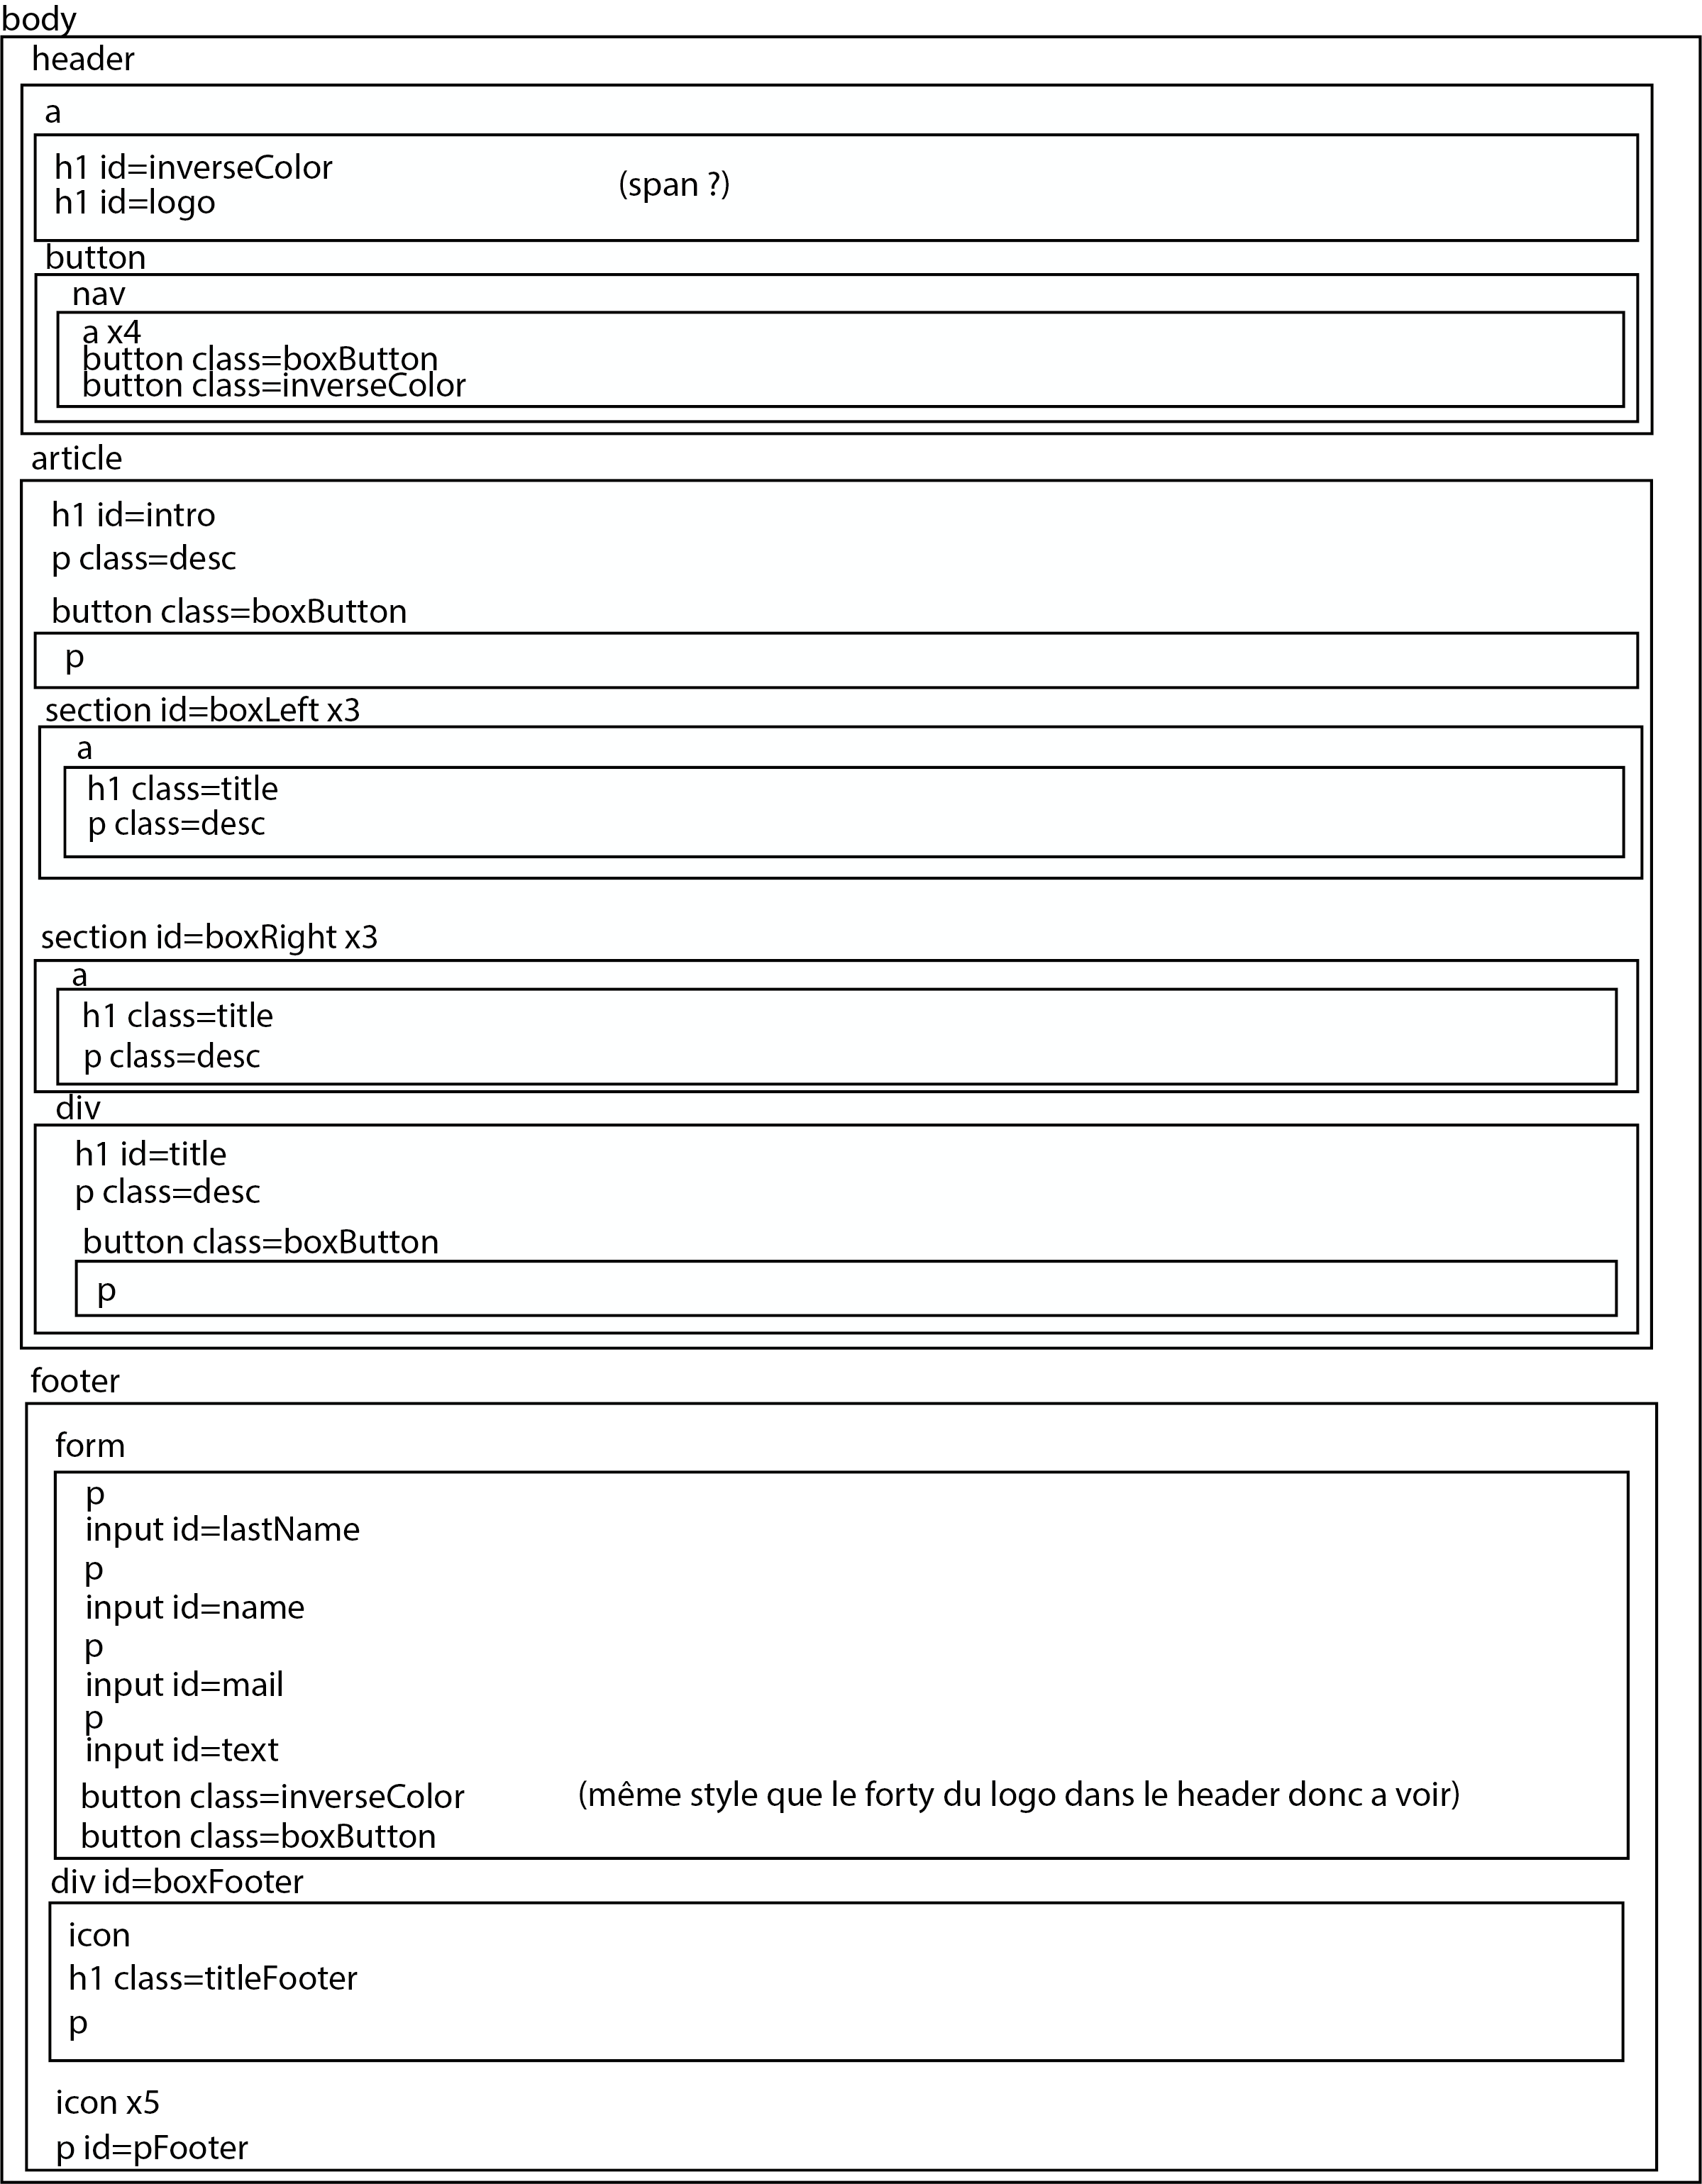 body
header
a
h1 id=inverseColor
(span ?)
h1 id=logo
button
nav
a x4
button class=boxButton
button class=inverseColor
article
h1 id=intro
p class=desc
button class=boxButton
p
section id=boxLeft x3
a
h1 class=title
p class=desc
section id=boxRight x3
a
h1 class=title
p class=desc
div
h1 id=title
p class=desc
button class=boxButton
p
footer
form
p
input id=lastName
p
input id=name
p
input id=mail
p
input id=text
button class=inverseColor (même style que le forty du logo dans le header donc a voir)
button class=boxButton
div id=boxFooter
icon
h1 class=titleFooter
p
icon x5
p id=pFooter